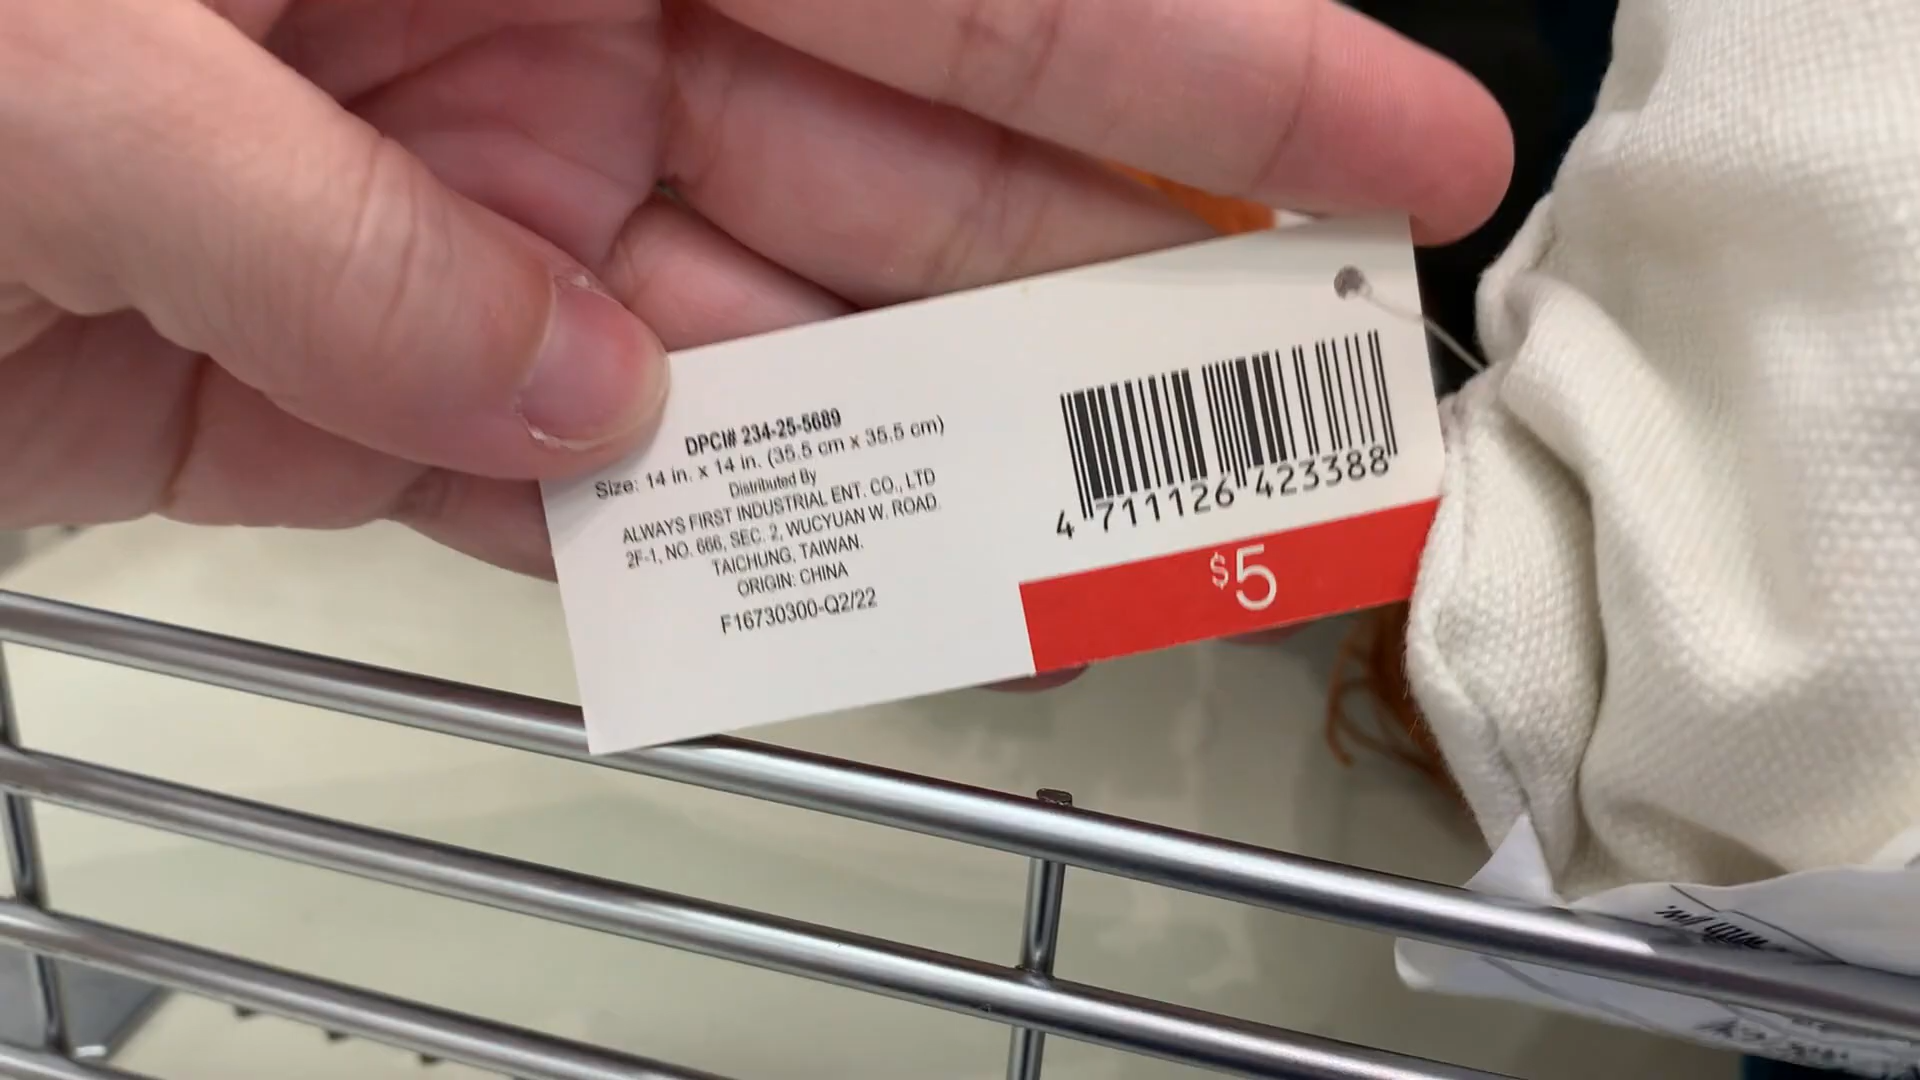 DPCI# 234-25-5689
Size: 14 in. x 14 in. (35.5 cm x 35.5 cm)
Distributed By
ALWAYS FIRST INDUSTRIAL ENT. CO., LTD
2F-1, NO. 666, SEC. 2, WUCYUAN W. ROAD.
TAICHUNG, TAIWAN.
ORIGIN: CHINA
F16730300-Q2/22
4 711126 423388
$5